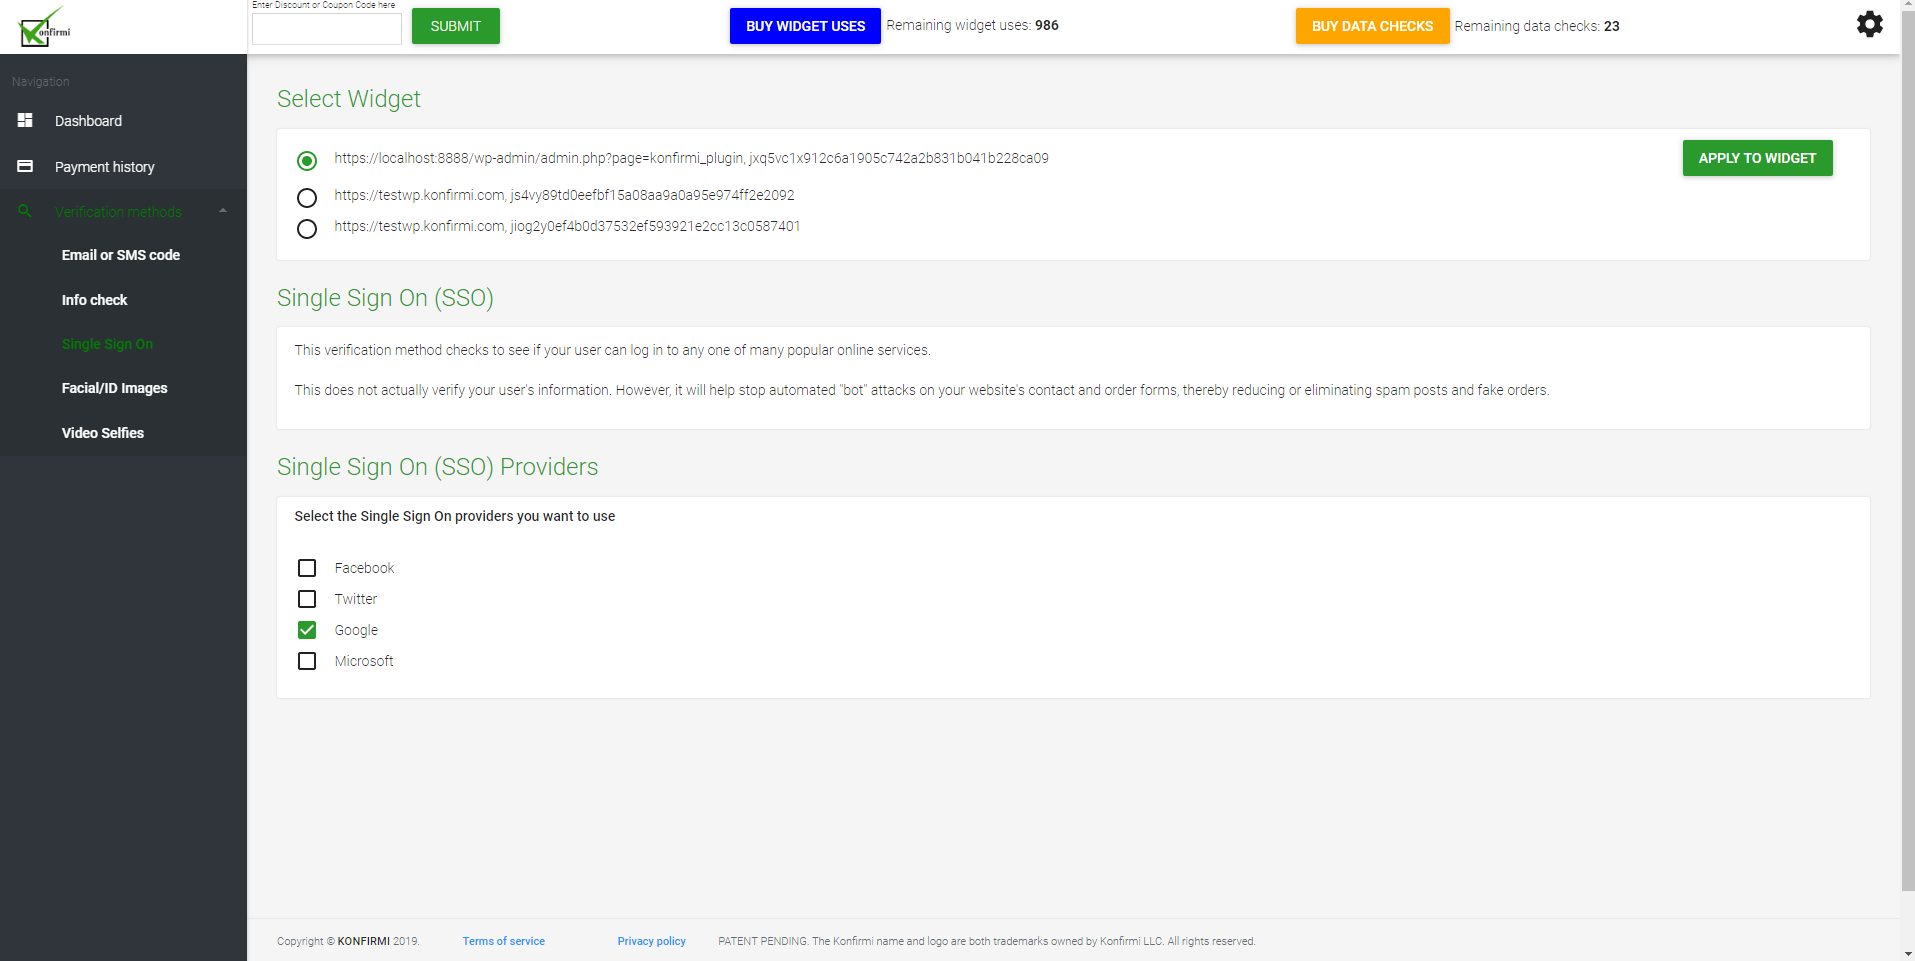 Konfirmi
Enter Discount or Coupon Code here
SUBMIT
BUY WIDGET USES
Remaining widget uses: 986
BUY DATA CHECKS
Remaining data checks: 23
Navigation
Dashboard
Payment history
Verification methods
Email or SMS code
Info check
Single Sign On
Facial/ID Images
Video Selfies
Select Widget
https://localhost:8888/wp-admin/admin.php?page=konfirmi_plugin, jxq5vc1x912c6a1905c742a2b831b041b228ca09
APPLY TO WIDGET
https://testwp.konfirmi.com, js4vy89td0eefbf15a08aa9a0a95e974ff2e2092
https://testwp.konfirmi.com, jiog2y0ef4b0d37532ef593921e2cc13c0587401
Single Sign On (SSO)
This verification method checks to see if your user can log in to any one of many popular online services.
This does not actually verify your user's information. However, it will help stop automated "bot" attacks on your website's contact and order forms, thereby reducing or eliminating spam posts and fake orders.
Single Sign On (SSO) Providers
Select the Single Sign On providers you want to use
Facebook
Twitter
Google
Microsoft
Copyright © KONFIRMI 2019.
Terms of service
Privacy policy
PATENT PENDING. The Konfirmi name and logo are both trademarks owned by Konfirmi LLC. All rights reserved.